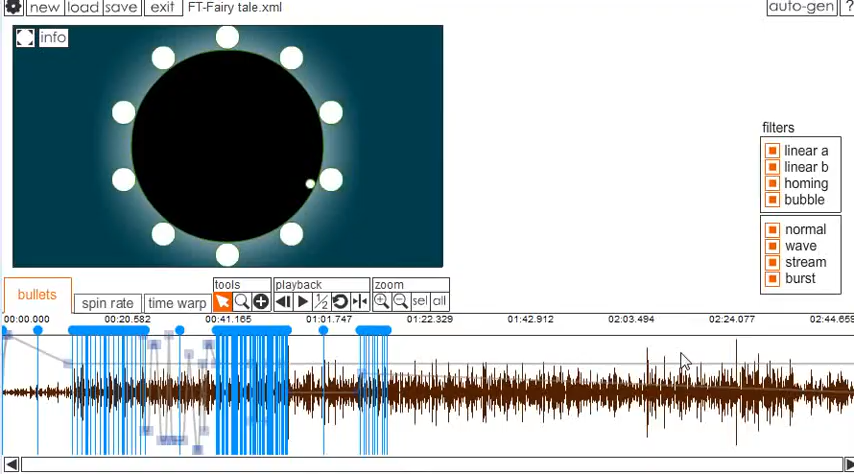 new load save exit FT-Fairy tale.xml auto-gen ?
info
filters
linear a
linear b
homing
bubble
normal
wave
stream
burst
tools playback zoom
bullets spin rate time warp 1/2 sel all
00:00.000 00:20.582 00:41.165 01:01.747 01:22.329 01:42.912 02:03.494 02:24.077 02:44.659